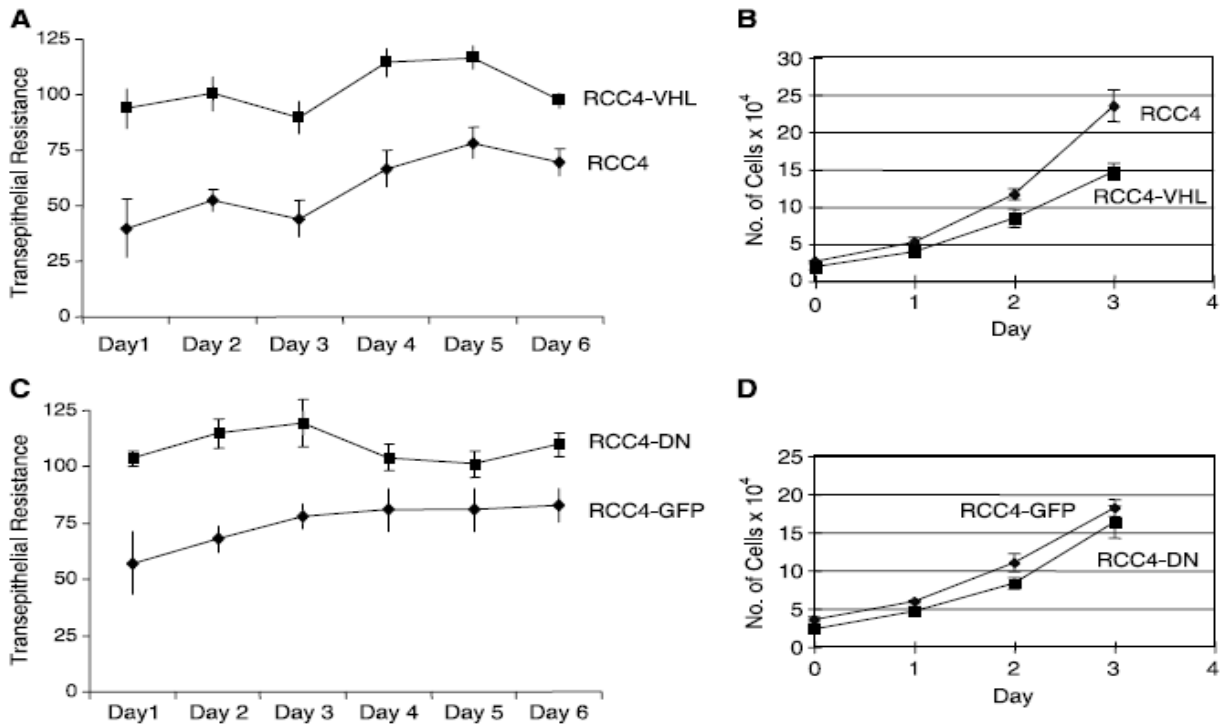 A
Transepithelial Resistance
125
100
75
50
25
0
RCC4-VHL
RCC4
Day1 Day 2 Day 3 Day 4 Day 5 Day 6
B
No. of Cells x 10⁴
30
25
20
15
10
5
0
RCC4
RCC4-VHL
0 1 2 3 4
Day
C
Transepithelial Resistance
125
100
75
50
25
0
RCC4-DN
RCC4-GFP
Day1 Day 2 Day 3 Day 4 Day 5 Day 6
D
No. of Cells x 10⁴
25
20
15
10
5
0
RCC4-GFP
RCC4-DN
0 1 2 3 4
Day